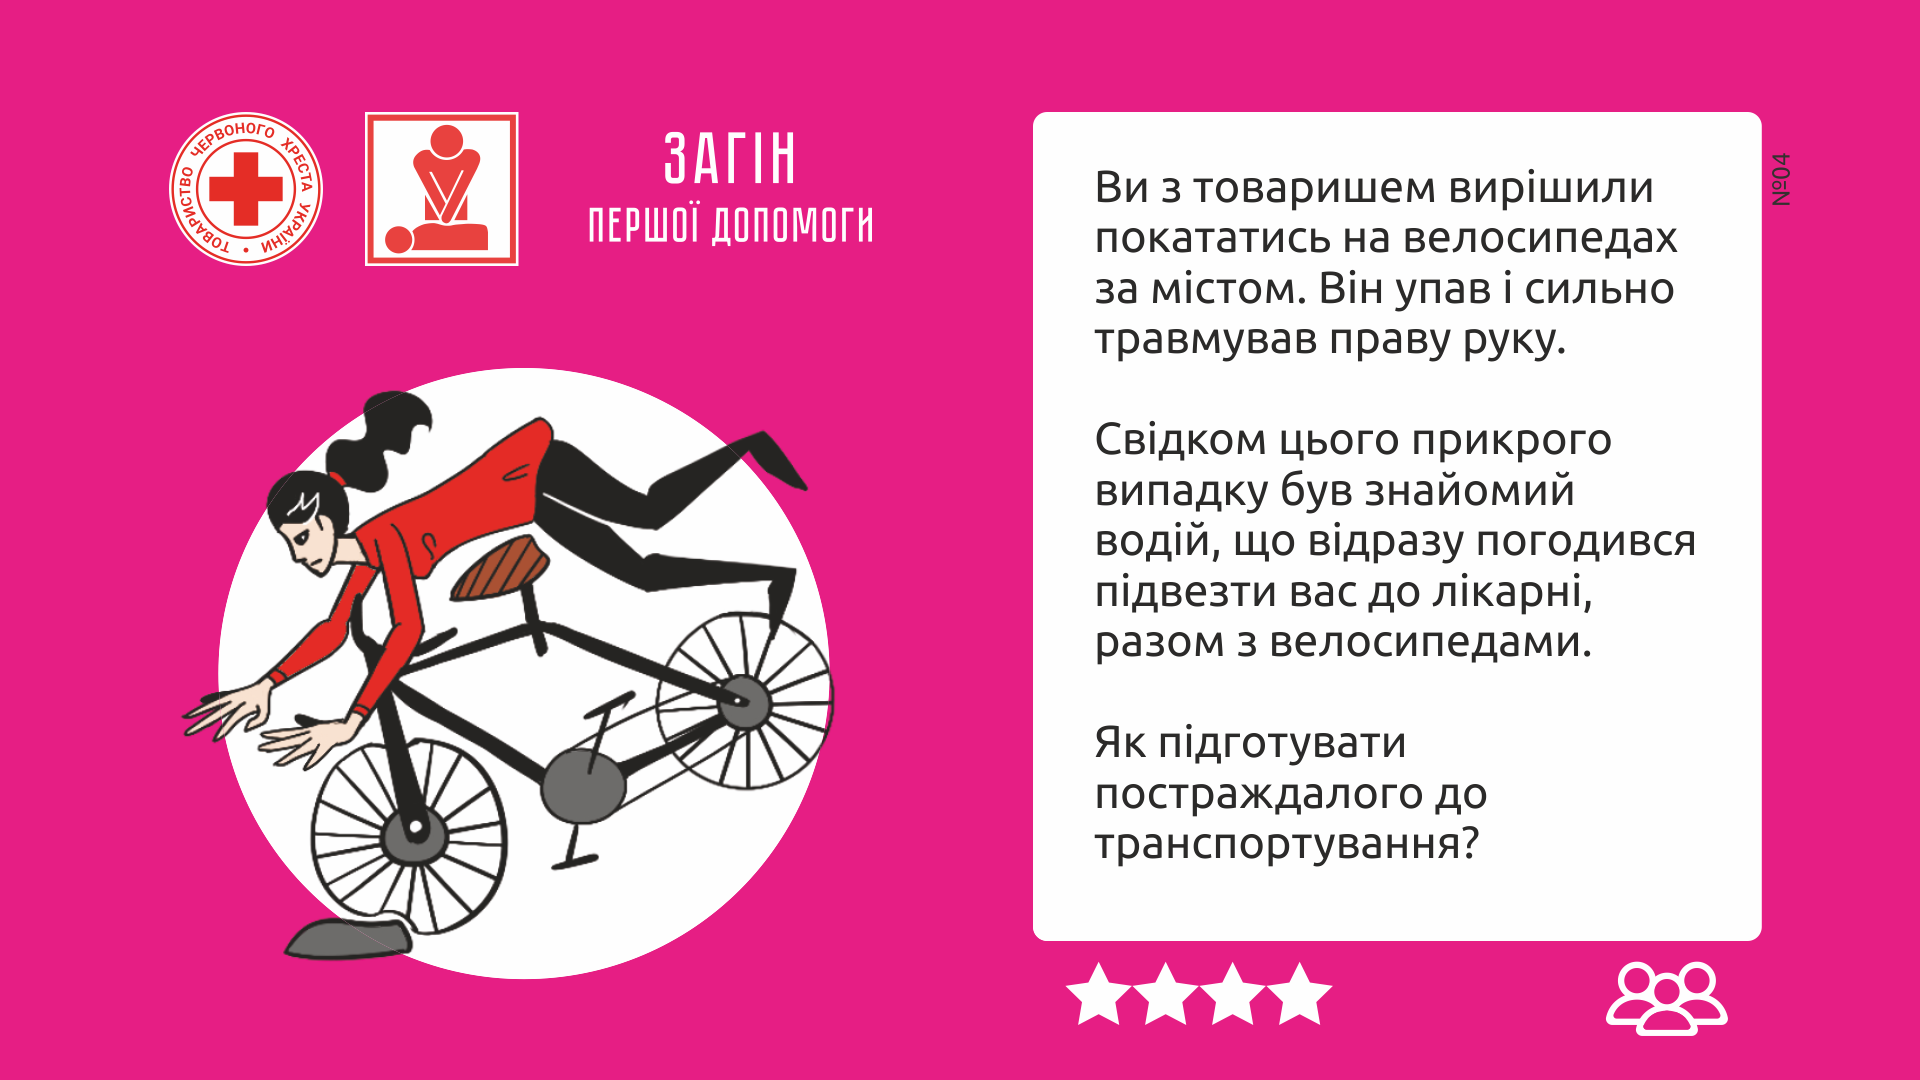 ТОВАРИСТВО ЧЕРВОНОГО ХРЕСТА УКРАЇНИ •
ЗАГІН
ПЕРШОЇ ДОПОМОГИ
Ви з товаришем вирішили
покататись на велосипедах
за містом. Він упав і сильно
травмував праву руку.
Свідком цього прикрого
випадку був знайомий
водій, що відразу погодився
підвезти вас до лікарні,
разом з велосипедами.
Як підготувати
постраждалого до
транспортування?
№04